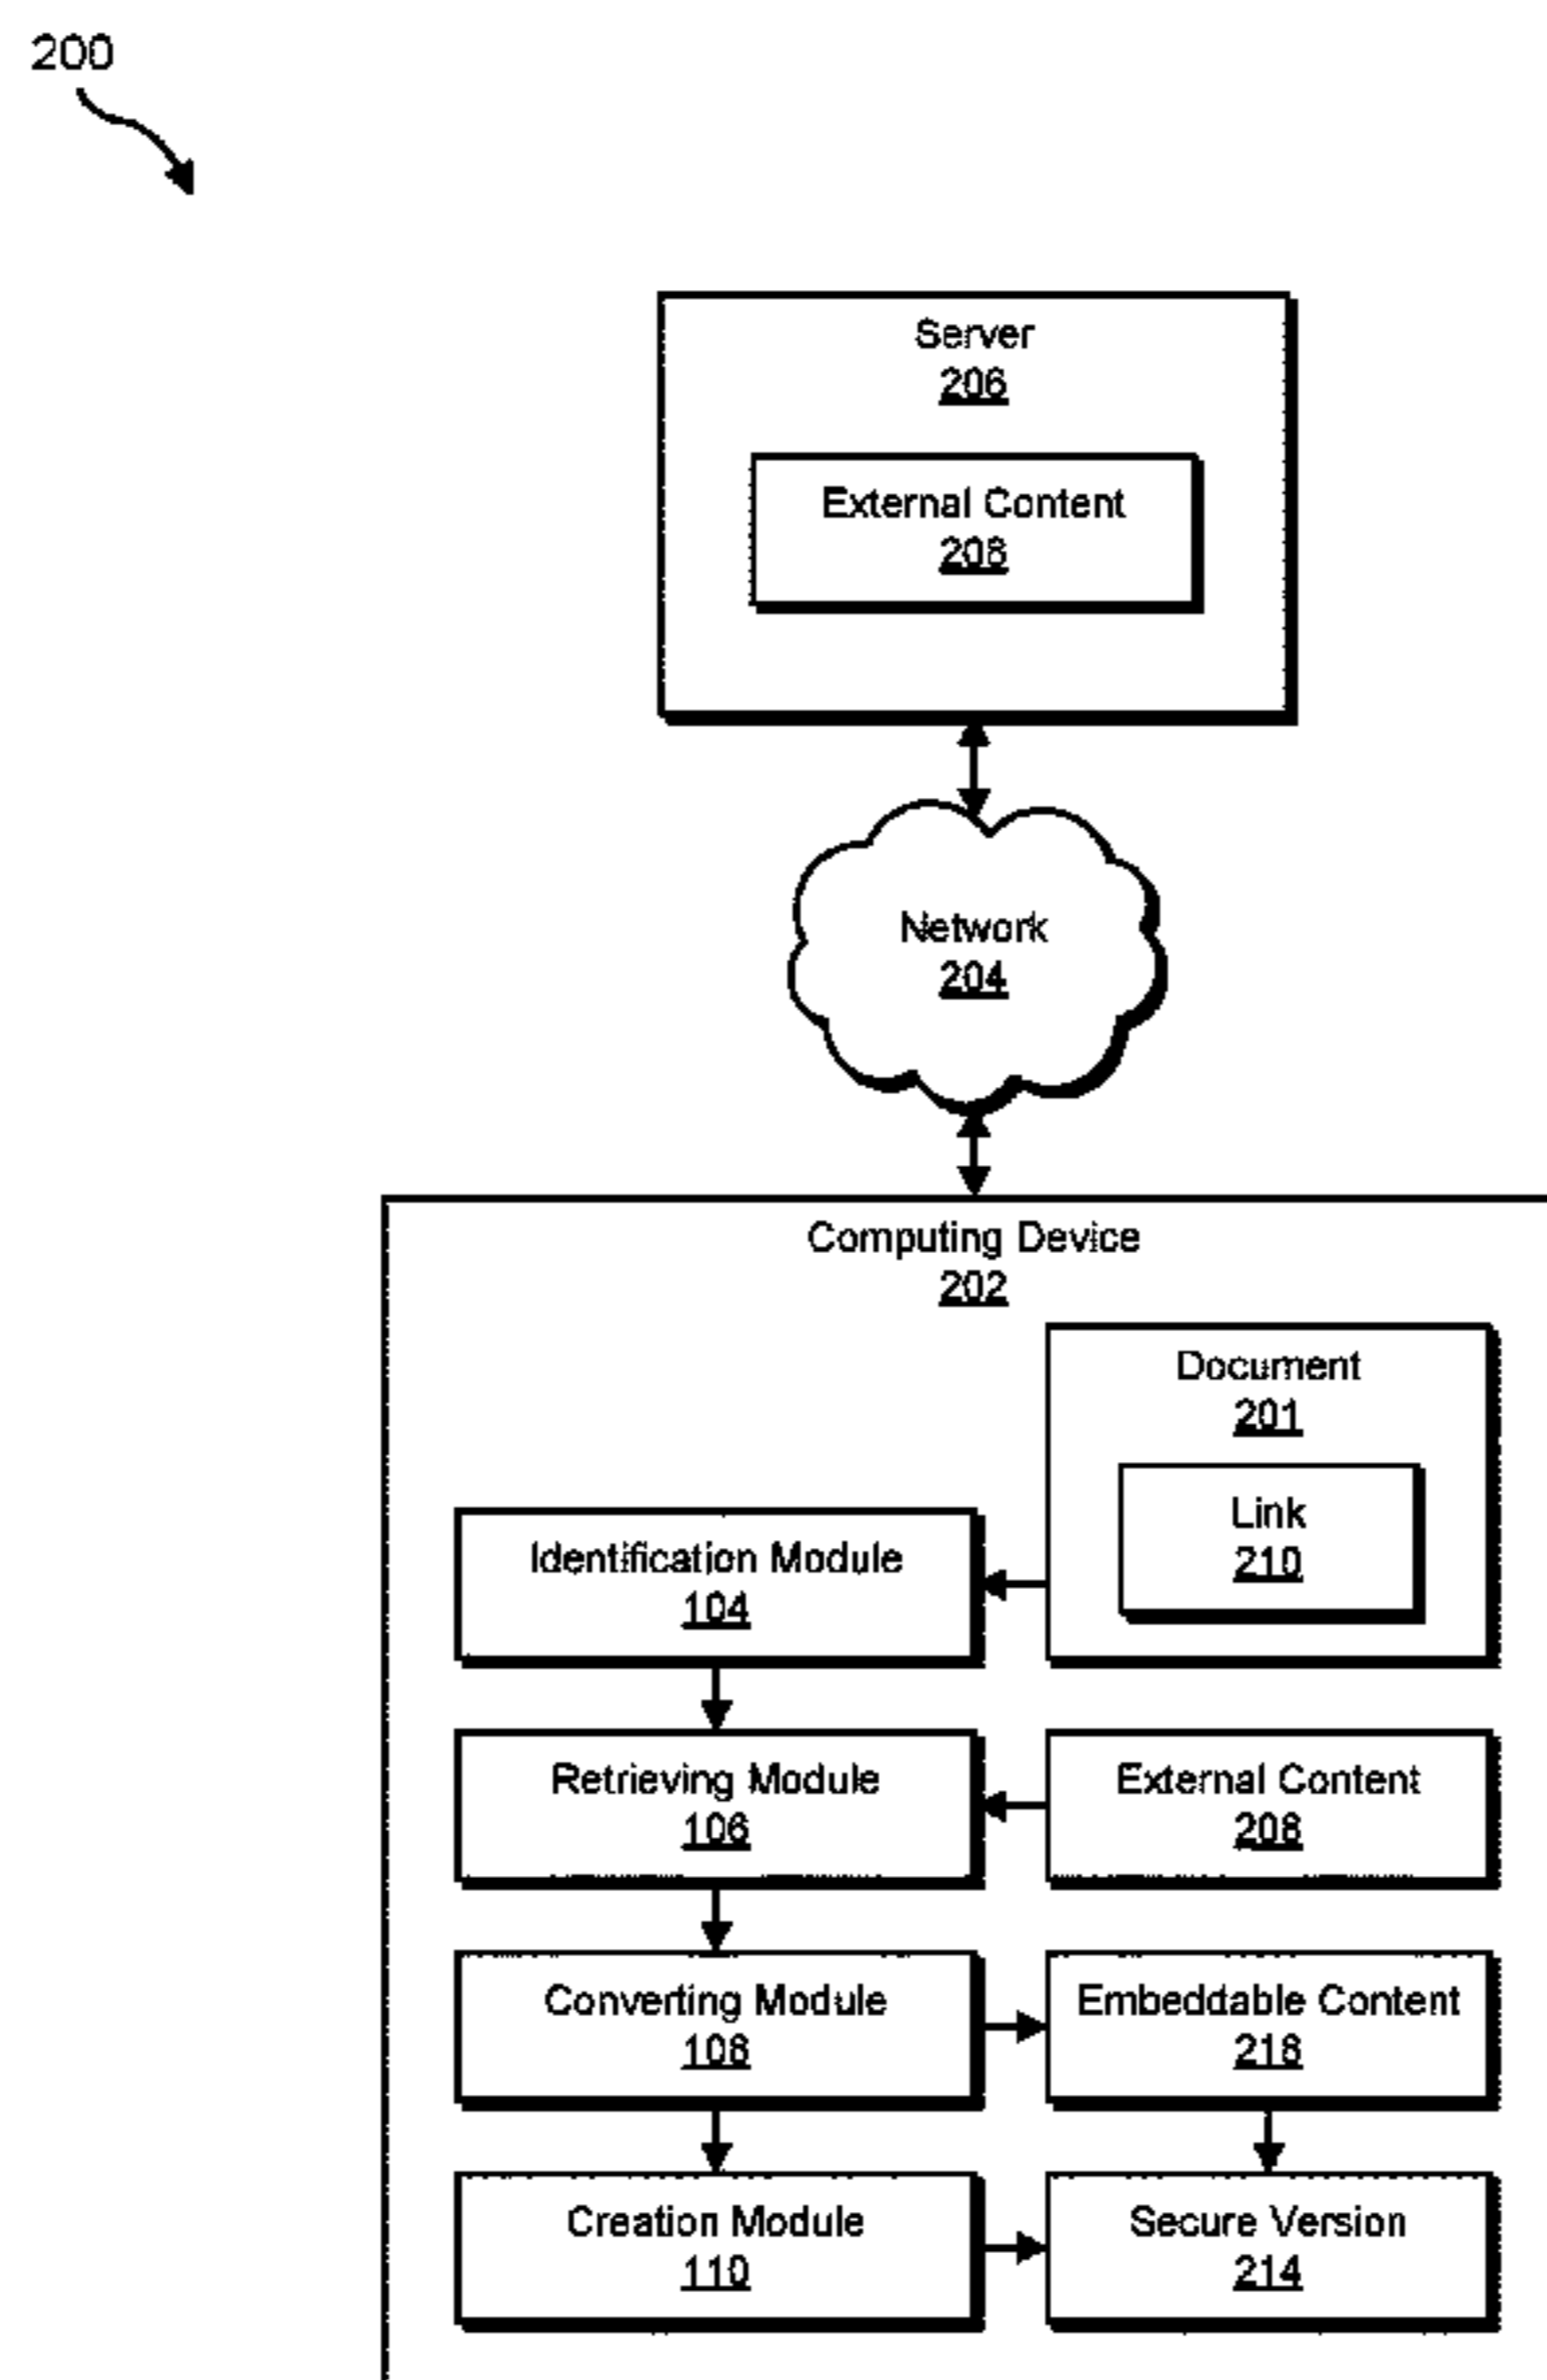 200
Server
206
External Content
208
Network
204
Computing Device
202
Document
201
Link
210
Identification Module
104
Retrieving Module
106
External Content
208
Converting Module
108
Embeddable Content
218
Creation Module
110
Secure Version
214